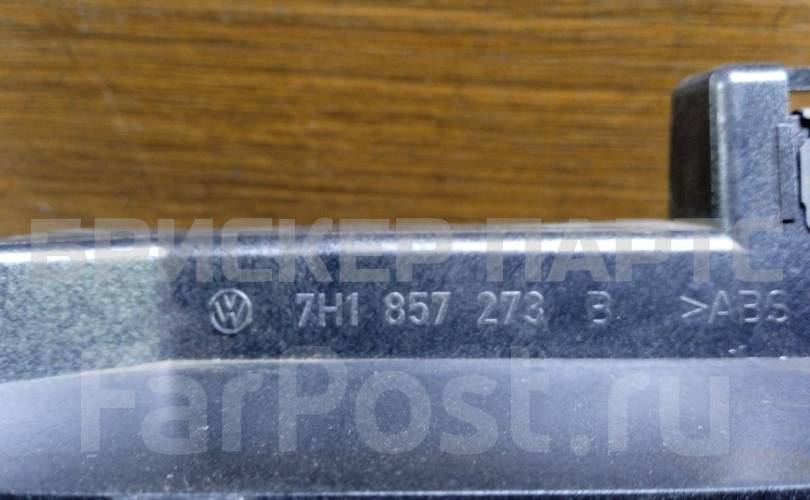 БРИСКЕР ПАРТС
7H1 857 273 B >ABS
FarPost.ru